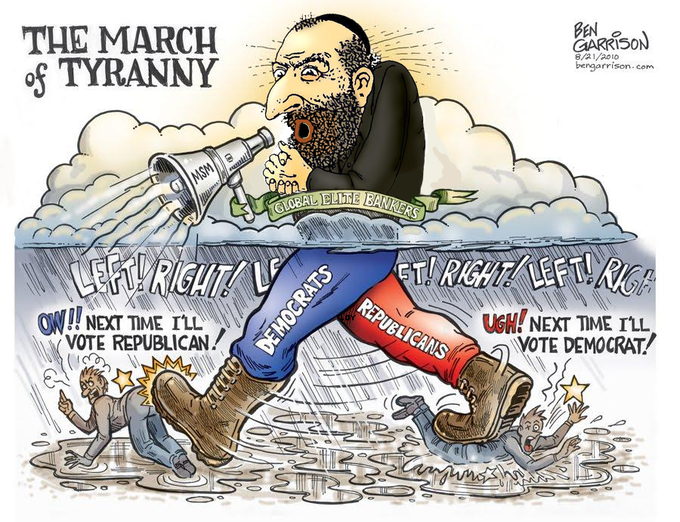 THE MARCH
of TYRANNY
BEN
GARRISON
8/21/2010
bengarrison.com
MSM
GLOBAL ELITE BANKERS
LEFT! RIGHT! LE
FT! RIGHT! LEFT! RIGH
DEMOCRATS
REPUBLICANS
OW!! NEXT TIME I'LL
VOTE REPUBLICAN!
UGH! NEXT TIME I'LL
VOTE DEMOCRAT!